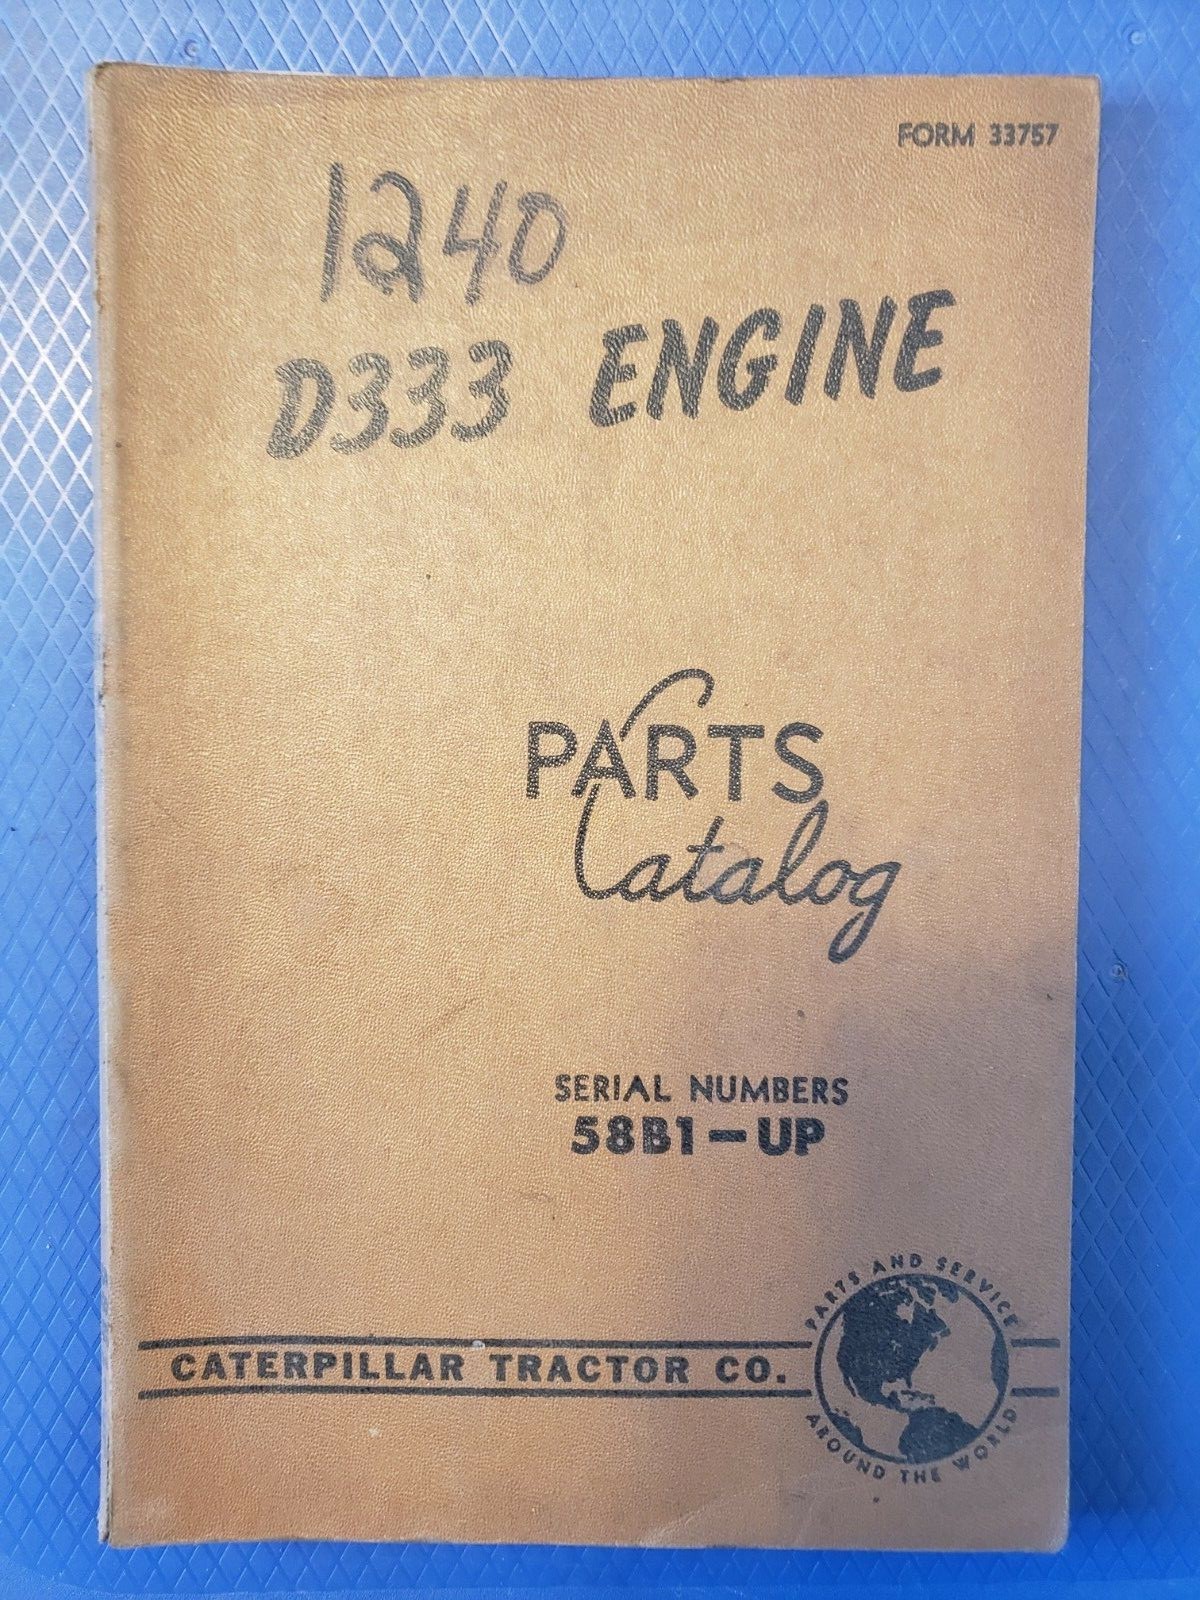 FORM 33757
1240
D333 ENGINE
PARTS
Catalog
SERIAL NUMBERS
58B1-UP
PARTS AND SERVICE
CATERPILLAR TRACTOR CO.
AROUND THE WORLD